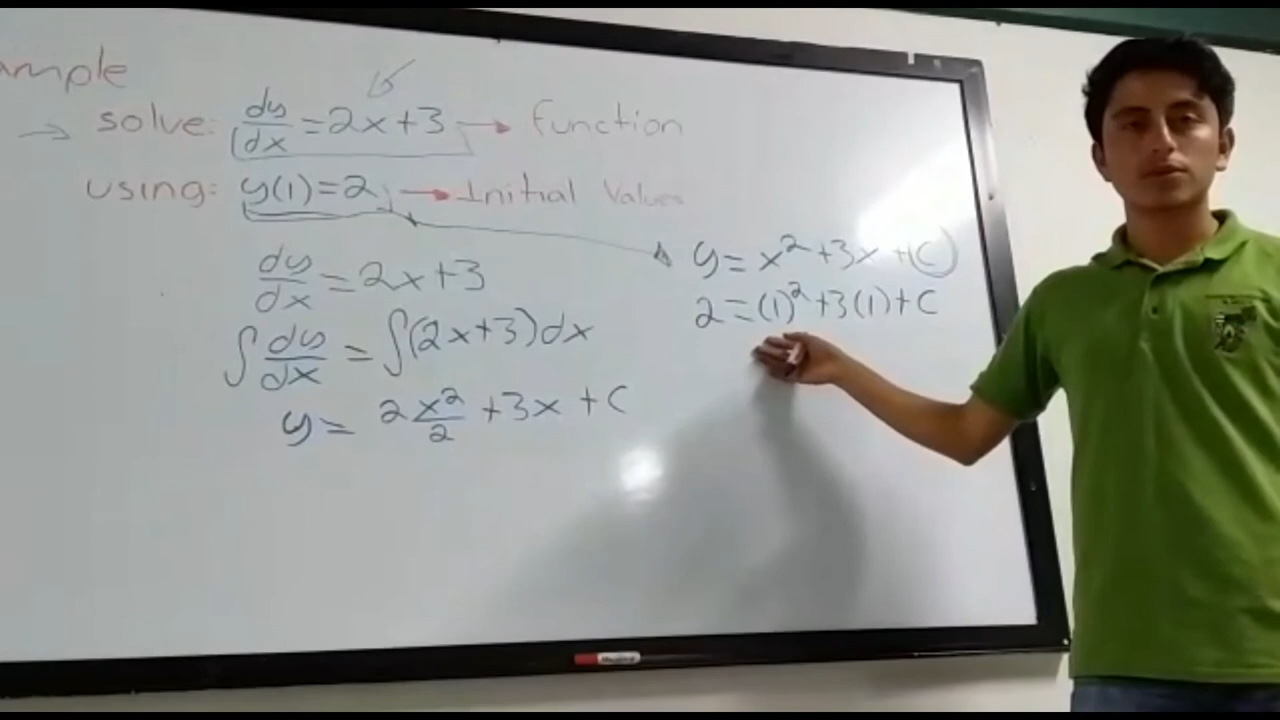 ample
→ solve: dy/dx = 2x+3 → function
using: y(1)=2 → Initial Values
dy/dx = 2x+3
∫ dy/dx = ∫(2x+3)dx
y = 2 x²/2 + 3x + C
y = x² + 3x + C
2 = (1)² + 3(1) + C